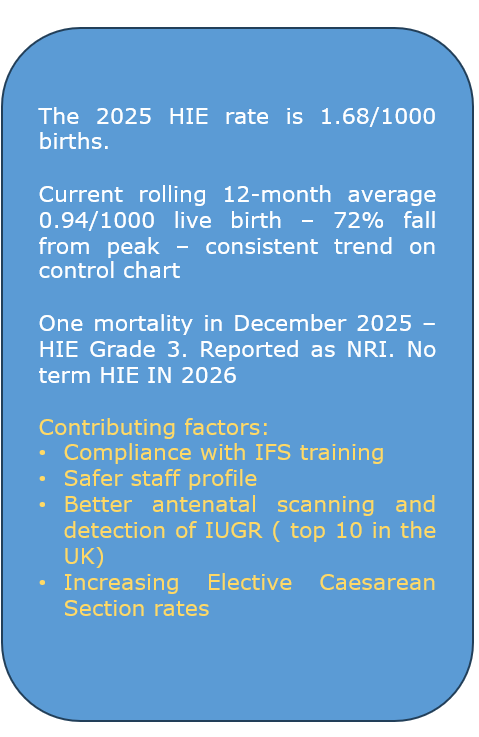 The 2025 HIE rate is 1.68/1000
births.
Current rolling 12-month average
0.94/1000 live birth – 72% fall
from peak – consistent trend on
control chart
One mortality in December 2025 –
HIE Grade 3. Reported as NRI. No
term HIE IN 2026
Contributing factors:
• Compliance with IFS training
• Safer staff profile
• Better antenatal scanning and
detection of IUGR ( top 10 in the
UK)
• Increasing Elective Caesarean
Section rates